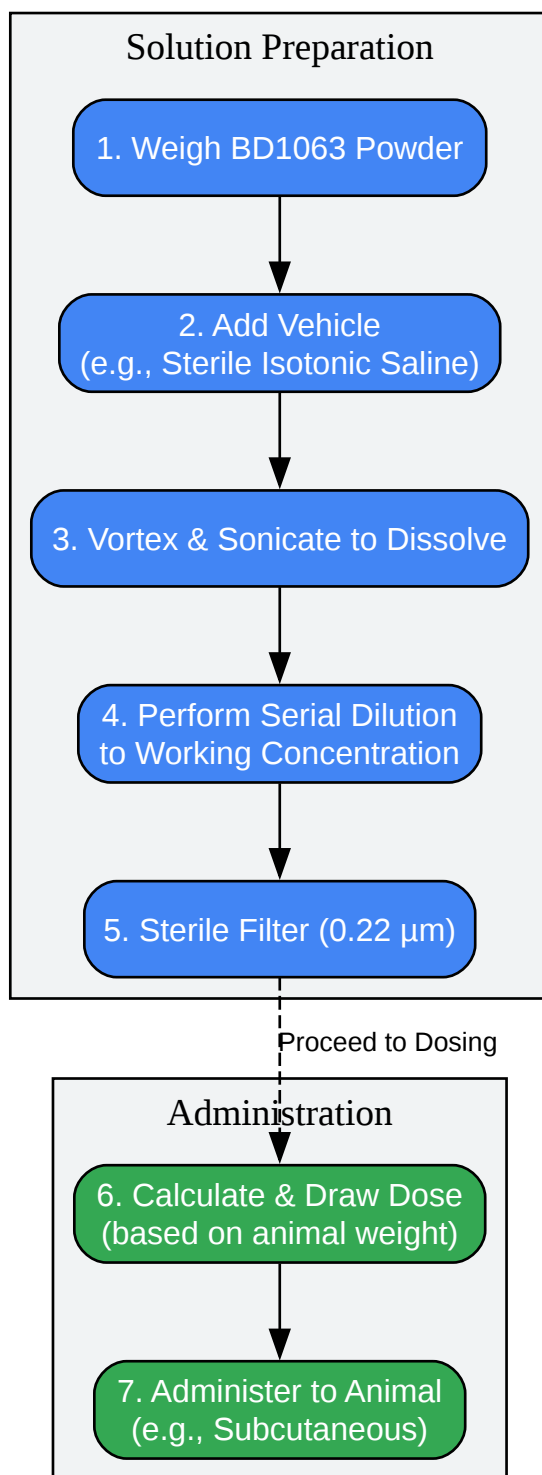 Solution Preparation
1. Weigh BD1063 Powder
2. Add Vehicle
(e.g., Sterile Isotonic Saline)
3. Vortex & Sonicate to Dissolve
4. Perform Serial Dilution
to Working Concentration
5. Sterile Filter (0.22 µm)
Proceed to Dosing
Administration
6. Calculate & Draw Dose
(based on animal weight)
7. Administer to Animal
(e.g., Subcutaneous)